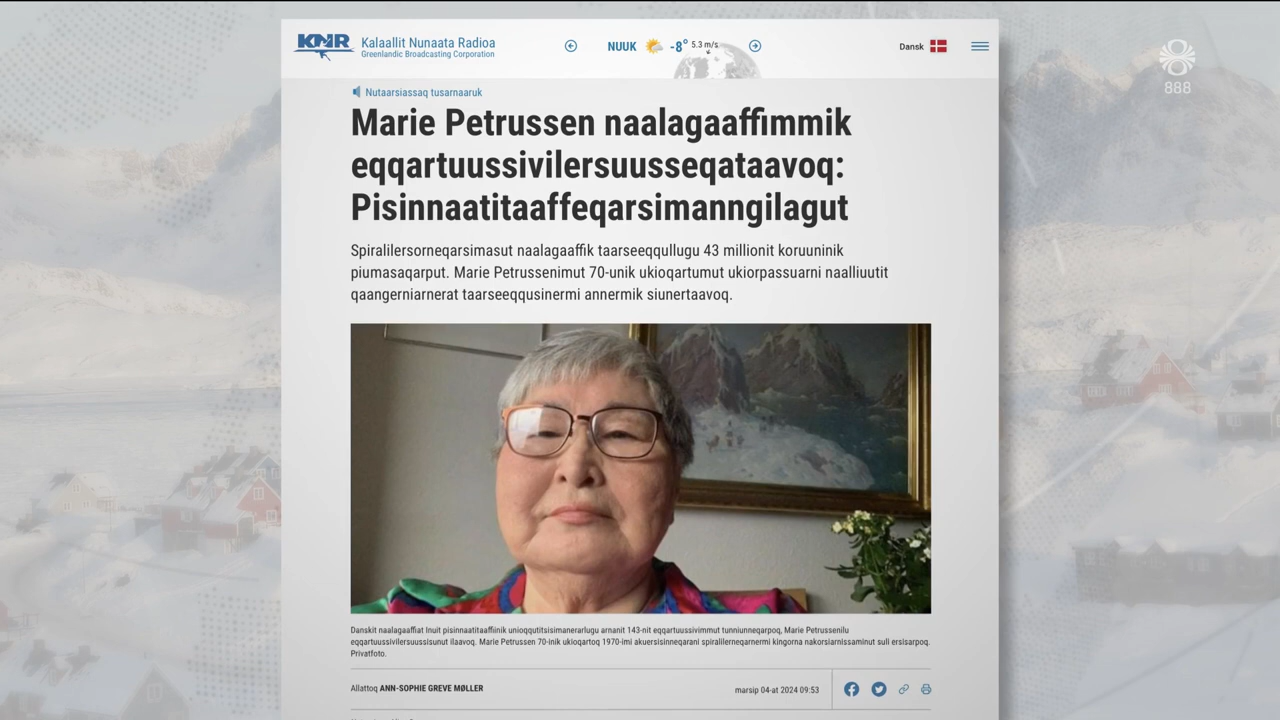 KNR
Kalaallit Nunaata Radioa
Greenlandic Broadcasting Corporation
NUUK
-8°
5.3 m/s
Dansk
888
Nutaarsiassaq tusarnaaruk
Marie Petrussen naalagaaffimmik
eqqartuussivilersuusseqataavoq:
Pisinnaatitaaffeqarsimanngilagut
Spiralilersorneqarsimasut naalagaaffik taarseeqqullugu 43 millionit koruuninik
piumasaqarput. Marie Petrussenimut 70-unik ukioqartumut ukiorpassuarni naalliuutit
qaangerniarnerat taarseeqqusinermi annermik siunertaavoq.
Danskit naalagaaffiat Inuit pisinnaatitaaffiinik unioqqutitsisimanerarlugu arnanit 143-nit eqqartuussivimmut tunniunneqarpoq, Marie Petrussenilu
eqqartuussivilersuussisunut ilaavoq. Marie Petrussen 70-inik ukioqartoq 1970-imi akuersisinneqarani spiralilerneqarnermi kingorna nakorsiarnissaminut suli ersisarpoq.
Privatfoto.
Allattoq ANN-SOPHIE GREVE MØLLER
marsip 04-at 2024 09:53